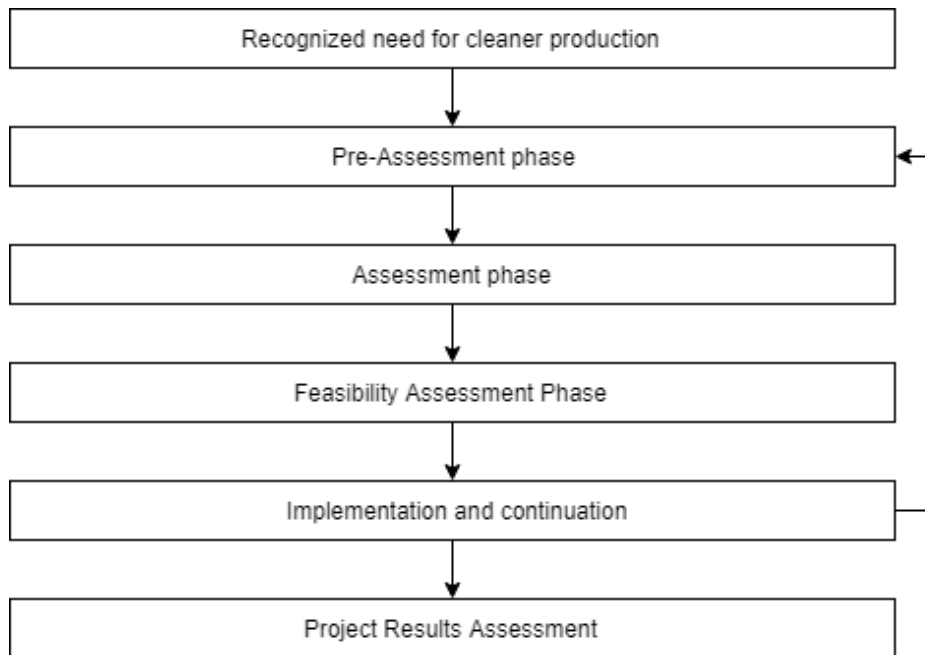 Recognized need for cleaner production
Pre-Assessment phase
Assessment phase
Feasibility Assessment Phase
Implementation and continuation
Project Results Assessment